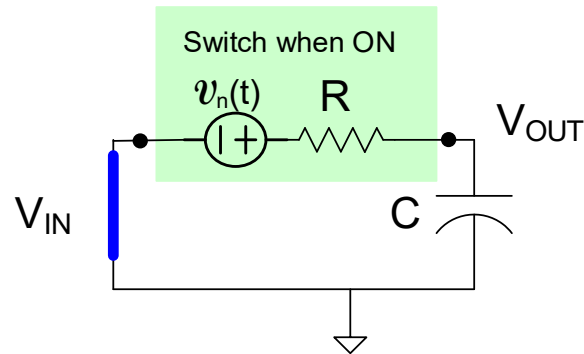 Switch when ON
𝒗n(t)
R
VOUT
VIN
C